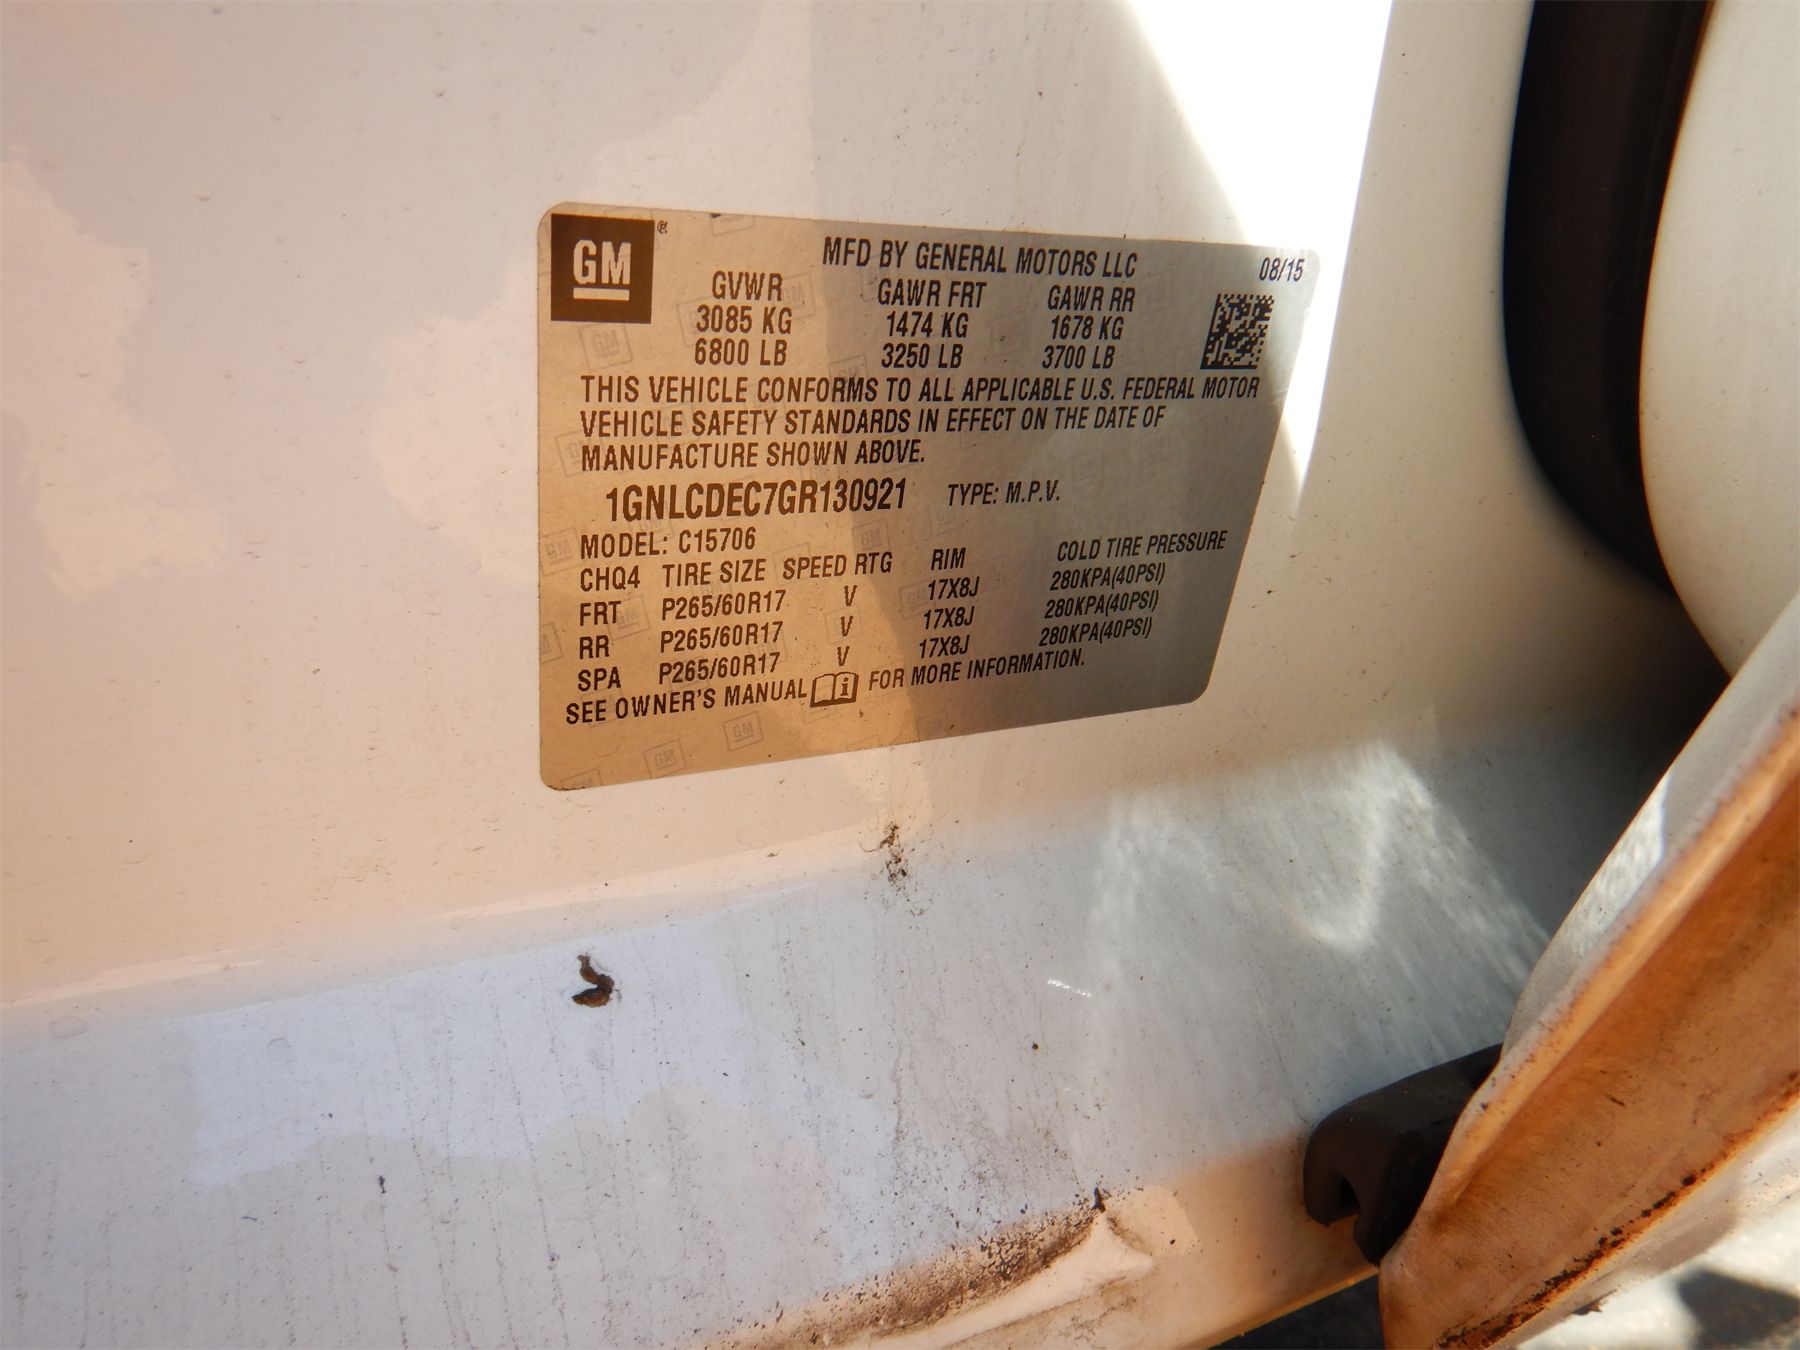 GM ®
MFD BY GENERAL MOTORS LLC 08/15
GVWR GAWR FRT GAWR RR
3085 KG 1474 KG 1678 KG
6800 LB 3250 LB 3700 LB
THIS VEHICLE CONFORMS TO ALL APPLICABLE U.S. FEDERAL MOTOR
VEHICLE SAFETY STANDARDS IN EFFECT ON THE DATE OF
MANUFACTURE SHOWN ABOVE.
1GNLCDEC7GR130921 TYPE: M.P.V.
MODEL: C15706
CHQ4 TIRE SIZE SPEED RTG RIM COLD TIRE PRESSURE
FRT P265/60R17 V 17X8J 280KPA(40PSI)
RR P265/60R17 V 17X8J 280KPA(40PSI)
SPA P265/60R17 V 17X8J 280KPA(40PSI)
SEE OWNER'S MANUAL i FOR MORE INFORMATION.